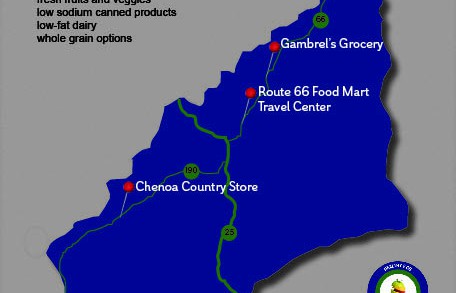 fresh fruits and veggies
low sodium canned products
low-fat dairy
whole grain options
66
Gambrel's Grocery
Route 66 Food Mart
Travel Center
190
Chenoa Country Store
25